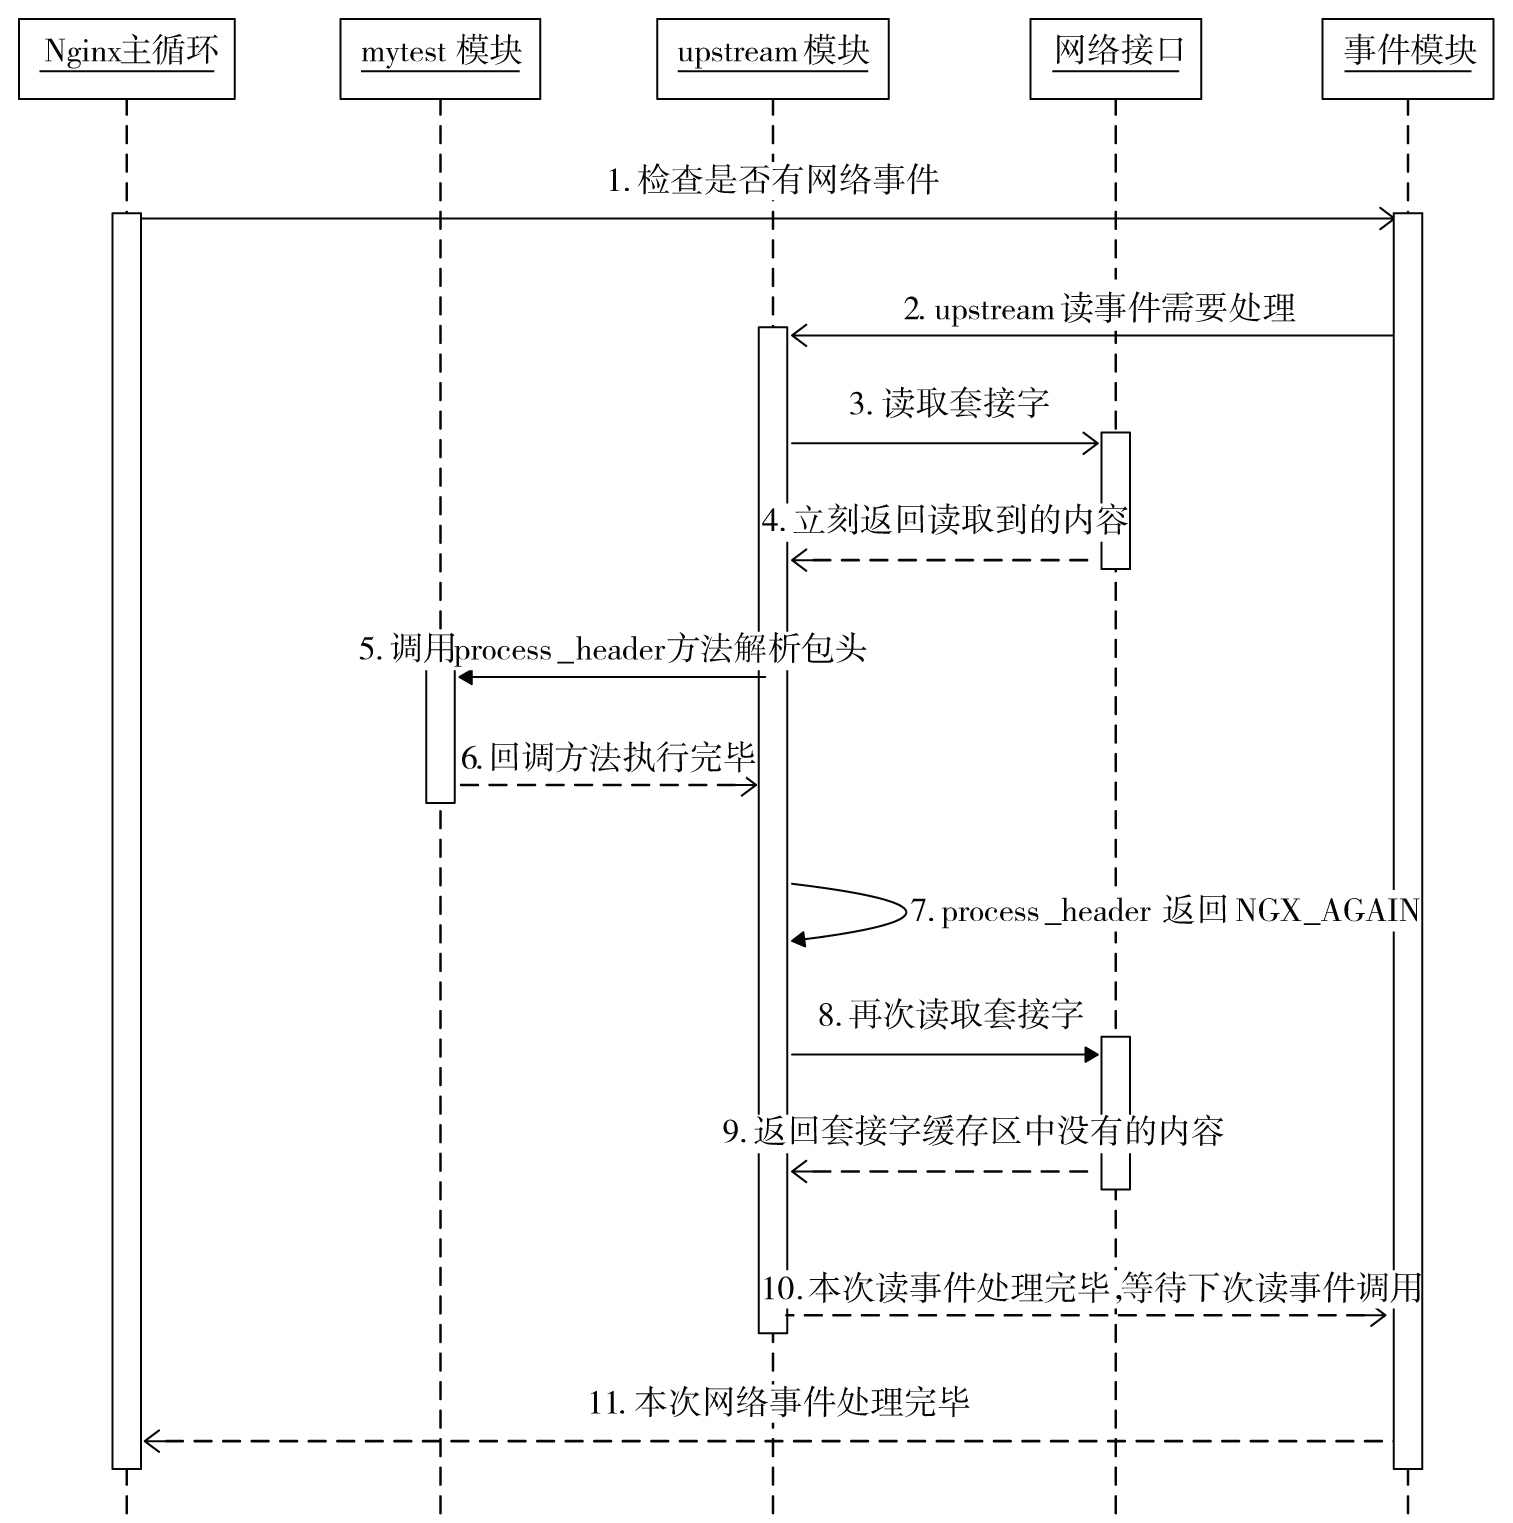 Nginx主循环
mytest 模块
upstream 模块
网络接口
事件模块
1. 检查是否有网络事件
2. upstream 读事件需要处理
3. 读取套接字
4. 立刻返回读取到的内容
5. 调用process_header方法解析包头
6. 回调方法执行完毕
7. process_header 返回 NGX_AGAIN
8. 再次读取套接字
9. 返回套接字缓存区中没有的内容
10. 本次读事件处理完毕,等待下次读事件调用
11. 本次网络事件处理完毕